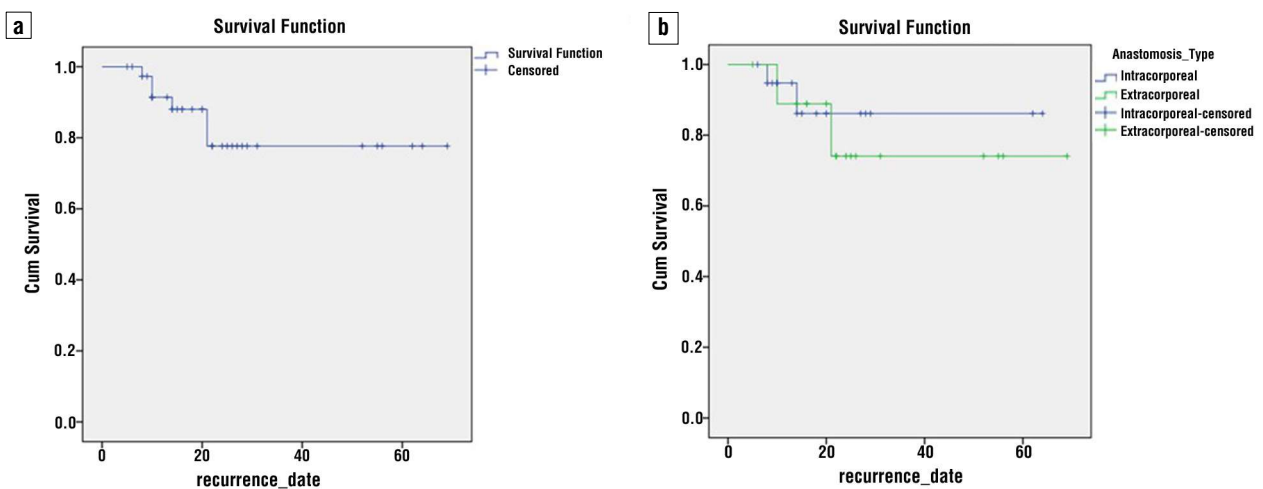 a
Survival Function
1.0
0.8
0.6
0.4
0.2
0.0
Cum Survival
0 20 40 60
recurrence_date
Survival Function
Censored
b
Survival Function
1.0
0.8
0.6
0.4
0.2
0.0
Cum Survival
0 20 40 60
recurrence_date
Anastomosis_Type
Intracorporeal
Extracorporeal
Intracorporeal-censored
Extracorporeal-censored